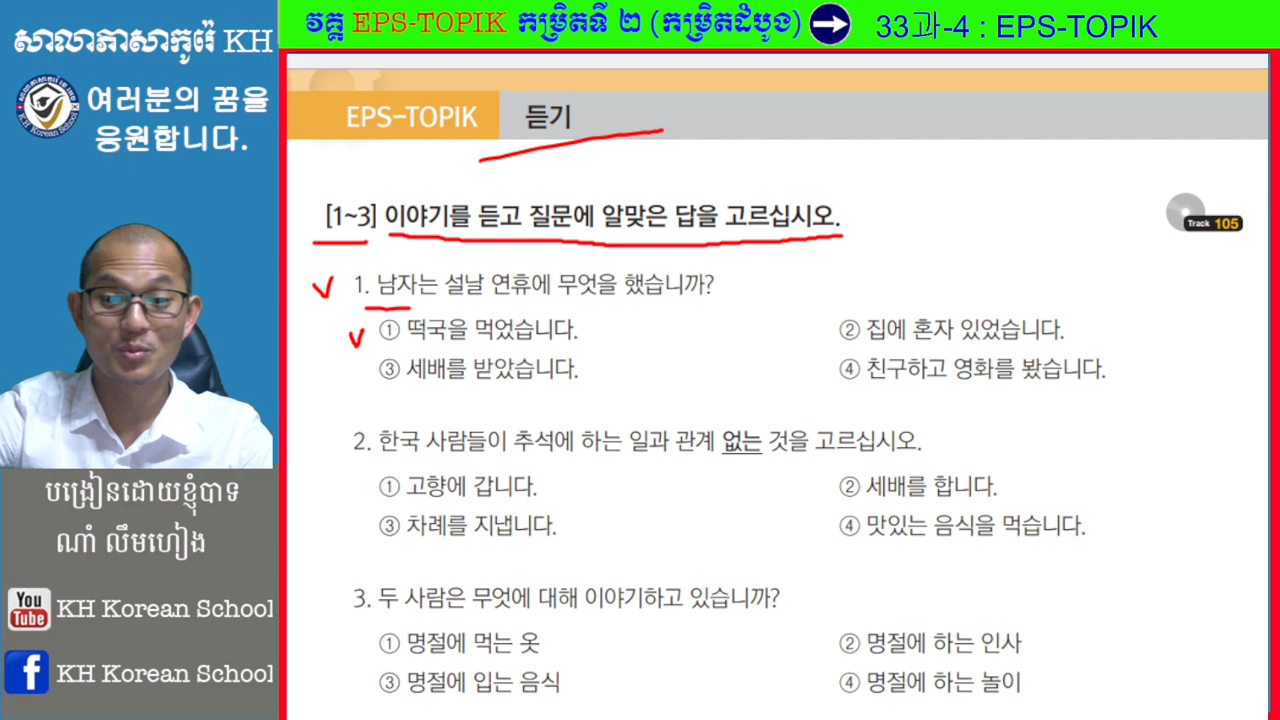 សាលាភាសាកូរ៉េ KH
여러분의 꿈을
응원합니다.
KH Korean School
វគ្គ EPS-TOPIK កម្រិតទី ២ (កម្រិតដំបូង)
33과-4 : EPS-TOPIK
EPS-TOPIK
듣기
[1~3] 이야기를 듣고 질문에 알맞은 답을 고르십시오.
Track 105
1. 남자는 설날 연휴에 무엇을 했습니까?
① 떡국을 먹었습니다.
② 집에 혼자 있었습니다.
③ 세배를 받았습니다.
④ 친구하고 영화를 봤습니다.
2. 한국 사람들이 추석에 하는 일과 관계 없는 것을 고르십시오.
① 고향에 갑니다.
② 세배를 합니다.
③ 차례를 지냅니다.
④ 맛있는 음식을 먹습니다.
3. 두 사람은 무엇에 대해 이야기하고 있습니까?
① 명절에 먹는 옷
② 명절에 하는 인사
③ 명절에 입는 음식
④ 명절에 하는 놀이
បង្រៀនដោយខ្ញុំបាទ
ណាំ លឹមហៀង
You Tube
KH Korean School
f
KH Korean School